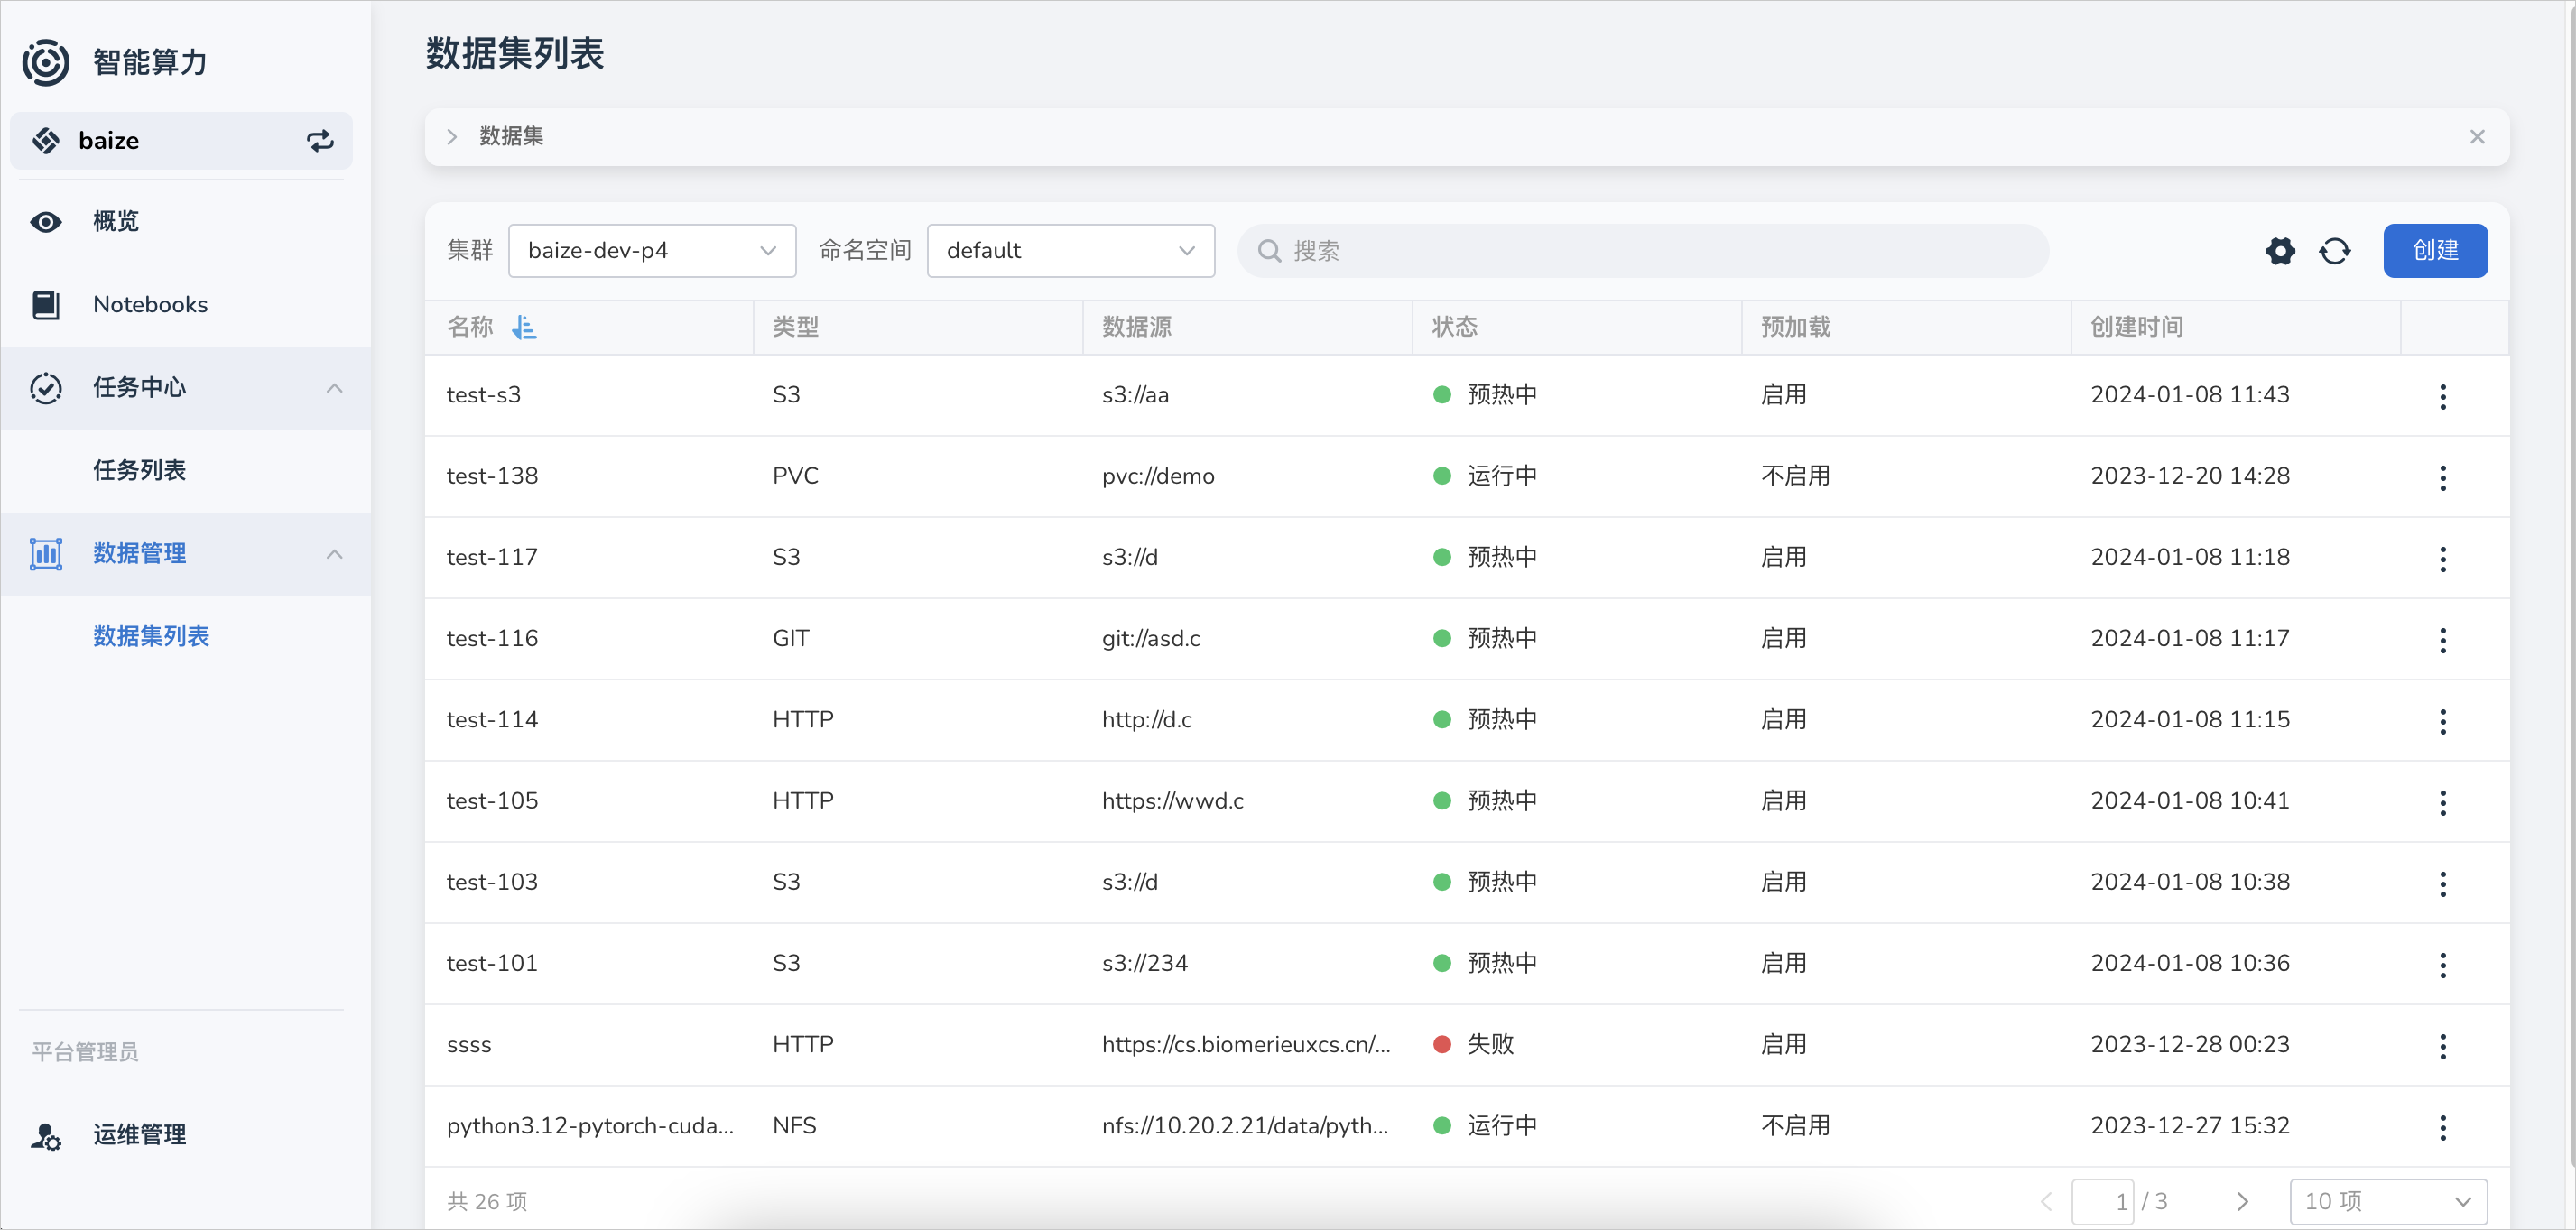 智能算力
baize
概览
Notebooks
任务中心
任务列表
数据管理
数据集列表
平台管理员
运维管理
数据集列表
数据集
集群 baize-dev-p4 命名空间 default 搜索 创建
名称 类型 数据源 状态 预加载 创建时间
test-s3 S3 s3://aa 预热中 启用 2024-01-08 11:43
test-138 PVC pvc://demo 运行中 不启用 2023-12-20 14:28
test-117 S3 s3://d 预热中 启用 2024-01-08 11:18
test-116 GIT git://asd.c 预热中 启用 2024-01-08 11:17
test-114 HTTP http://d.c 预热中 启用 2024-01-08 11:15
test-105 HTTP https://wwd.c 预热中 启用 2024-01-08 10:41
test-103 S3 s3://d 预热中 启用 2024-01-08 10:38
test-101 S3 s3://234 预热中 启用 2024-01-08 10:36
ssss HTTP https://cs.biomerieuxcs.cn/... 失败 启用 2023-12-28 00:23
python3.12-pytorch-cuda... NFS nfs://10.20.2.21/data/pyth... 运行中 不启用 2023-12-27 15:32
共 26 项 1 / 3 10 项